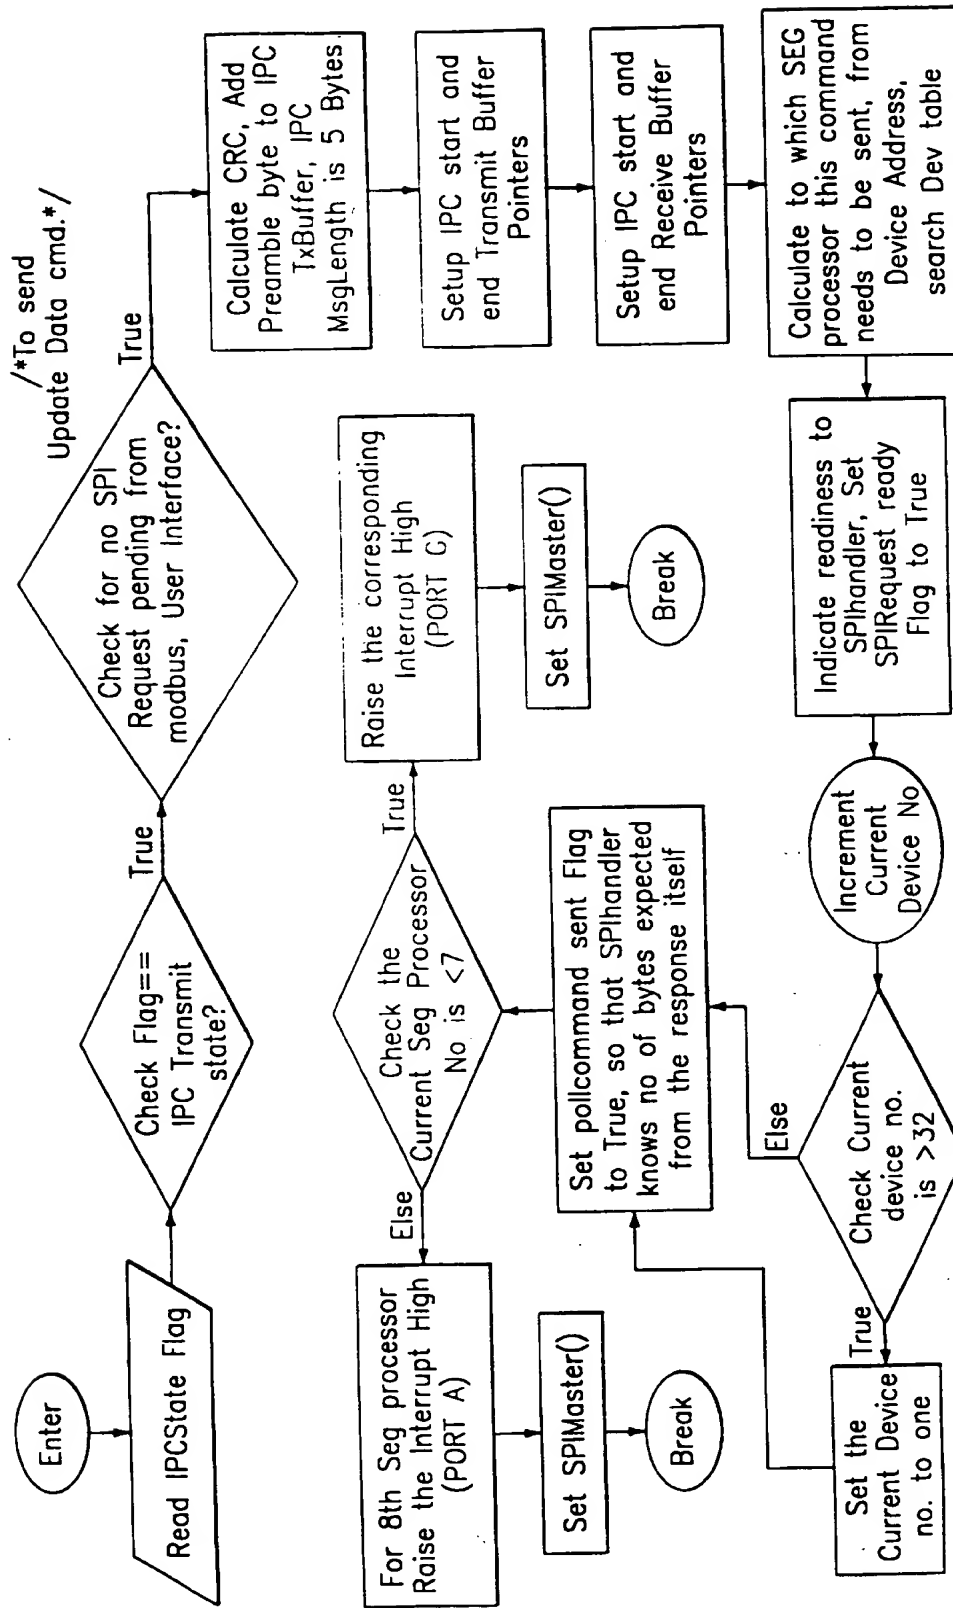 Enter
Read IPCState Flag
Check Flag==
IPC Transmit
state?
True
Check for no SPI
Request pending from
modbus, User Interface?
/*To send
Update Data cmd.*/
True
Calculate CRC, Add
Preamble byte to IPC
TxBuffer, IPC
MsgLength is 5 Bytes.
Setup IPC start and
end Transmit Buffer
Pointers
Setup IPC start and
end Receive Buffer
Pointers
Calculate to which SEG
processor this command
needs to be sent, from
Device Address,
search Dev table
Indicate readiness to
SPIhandler, Set
SPIRequest ready
Flag to True
Increment
Current
Device No
Check Current
device no.
is >32
True
Else
Set the
Current Device
no. to one
Set pollcommand sent Flag
to True, so that SPIhandler
knows no of bytes expected
from the response itself
Check the
Current Seg Processor
No is <7
True
Else
Raise the corresponding
Interrupt High
(PORT G)
Set SPIMaster()
Break
For 8th Seg processor
Raise the Interrupt High
(PORT A)
Set SPIMaster()
Break